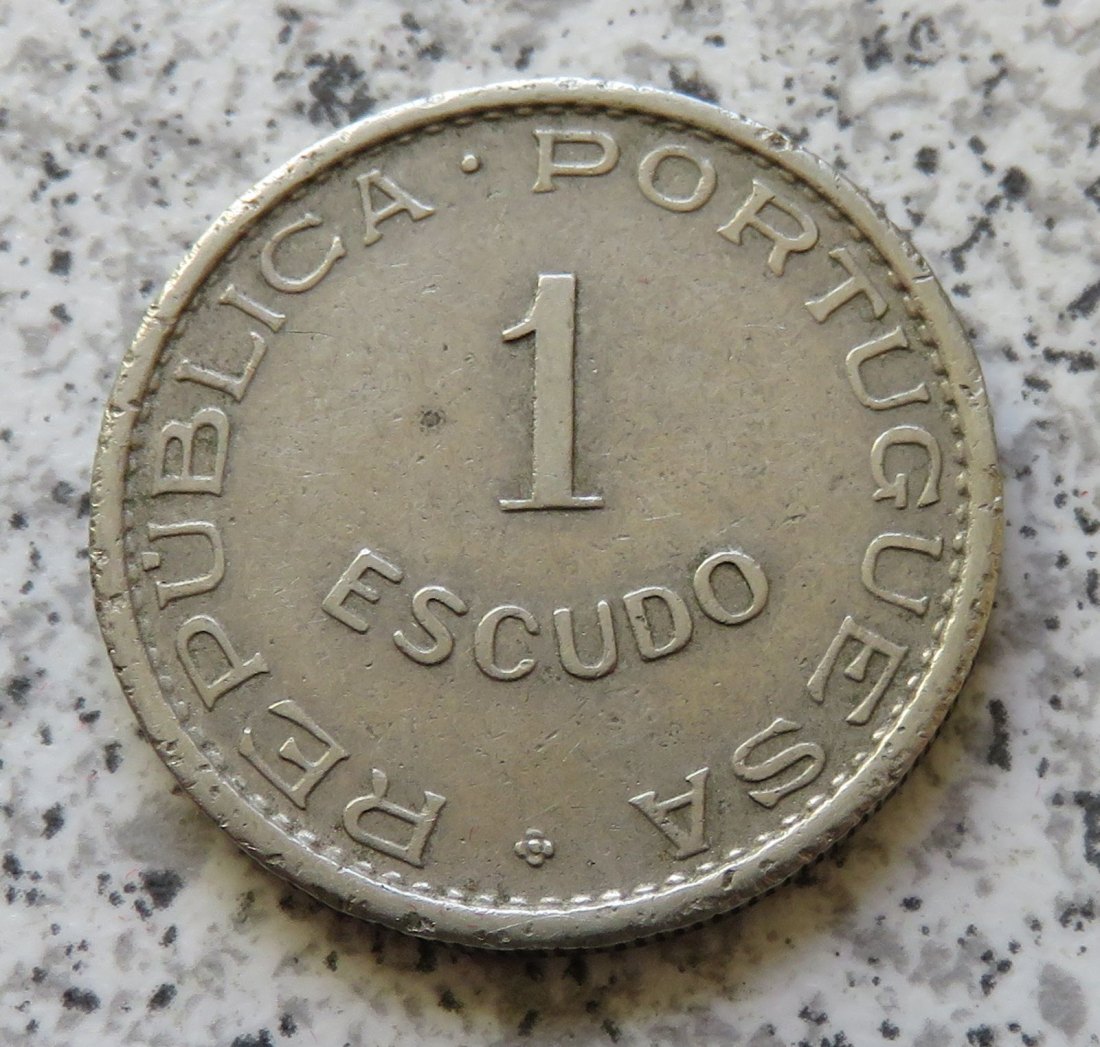 REPÚBLICA · PORTUGUESA
1
ESCUDO